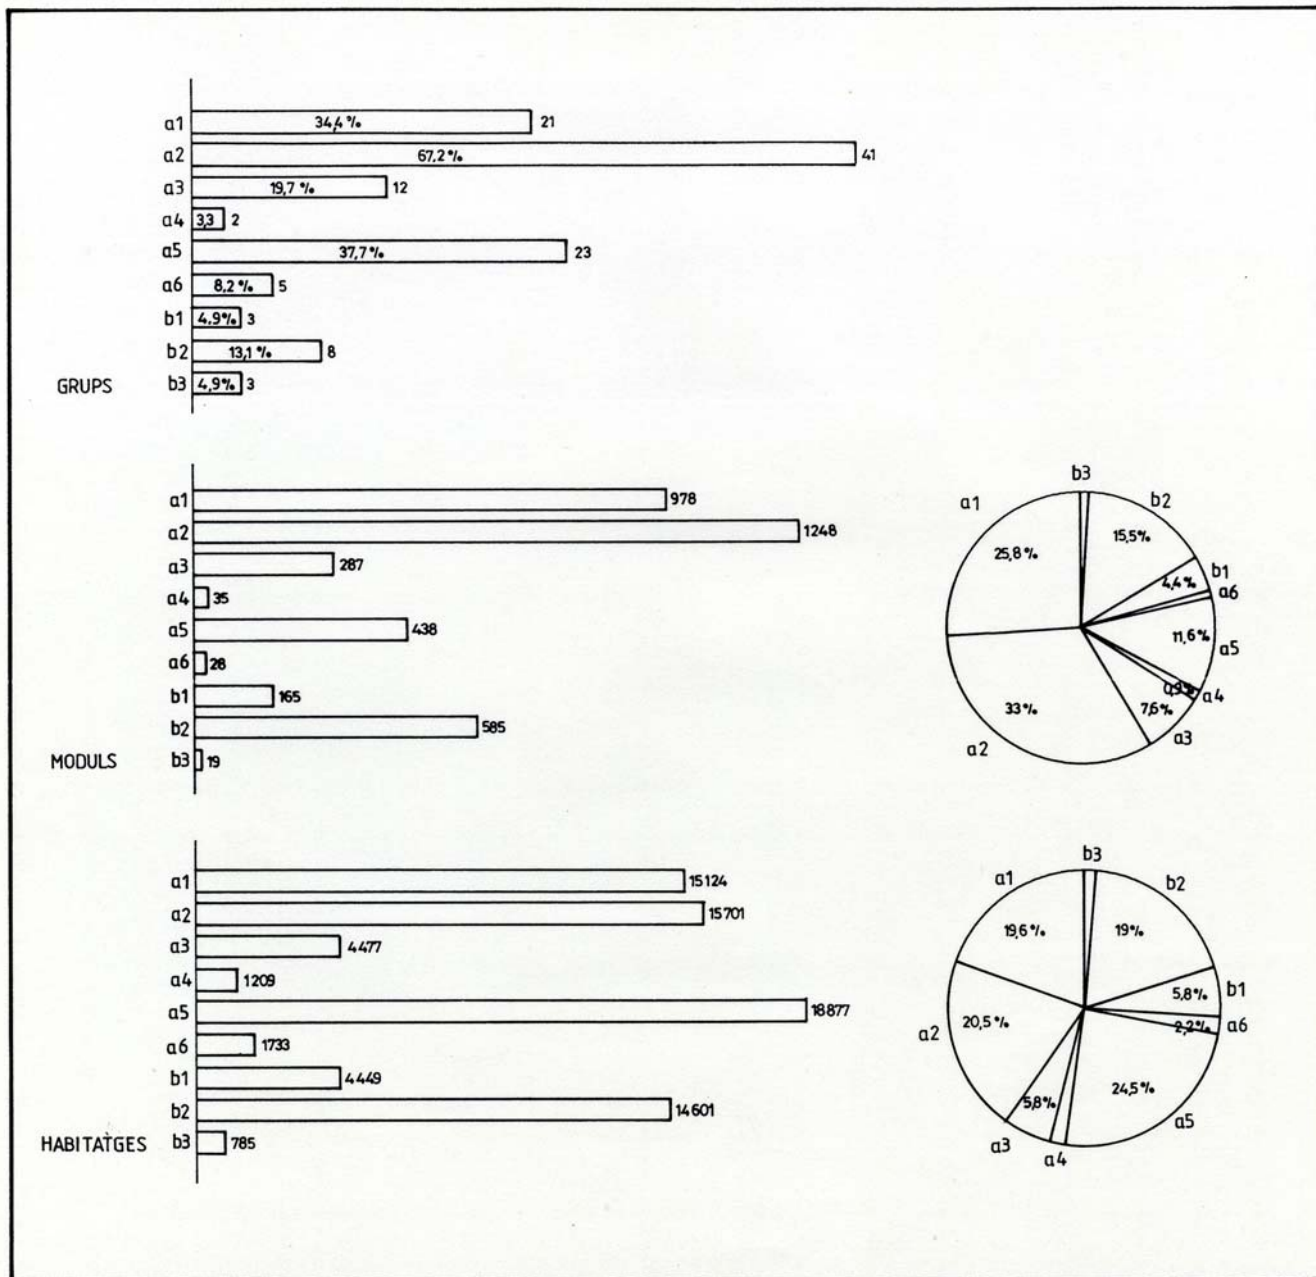 a1 34,4 % 21
a2 67,2 % 41
a3 19,7 % 12
a4 3,3 2
a5 37,7 % 23
a6 8,2 % 5
b1 4.9% 3
b2 13,1 % 8
b3 4,9% 3
GRUPS
a1 978
a2 1248
a3 287
a4 35
a5 438
a6 28
b1 165
b2 585
b3 19
MODULS
b3
a1 b2
25,8 % 15,5%
b1
4,4 %
a6
11,6 %
a5
0,9%
a4
33 % 7,6 %
a2 a3
a1 15124
a2 15701
a3 4477
a4 1209
a5 18877
a6 1733
b1 4449
b2 14601
b3 785
HABITATGES
b3
a1 b2
19,6 % 19%
b1
5,8%
a2 20,5 % 2,2% a6
24,5 %
5,8%
a3 a4 a5